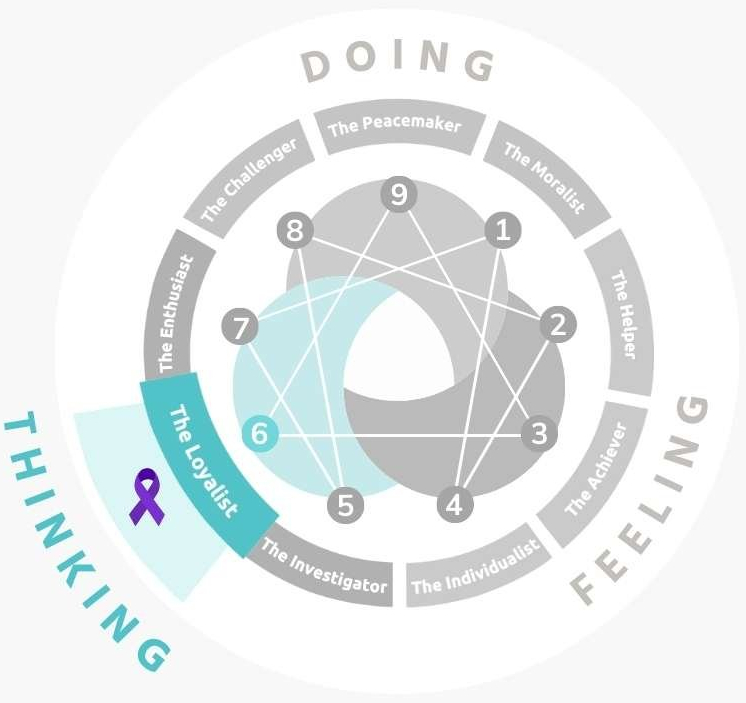 DOING
The Peacemaker
The Challenger
The Moralist
The Enthusiast
The Helper
9
8
1
7
2
6
3
5
4
The Loyalist
The Achiever
The Investigator
The Individualist
THINKING
FEELING